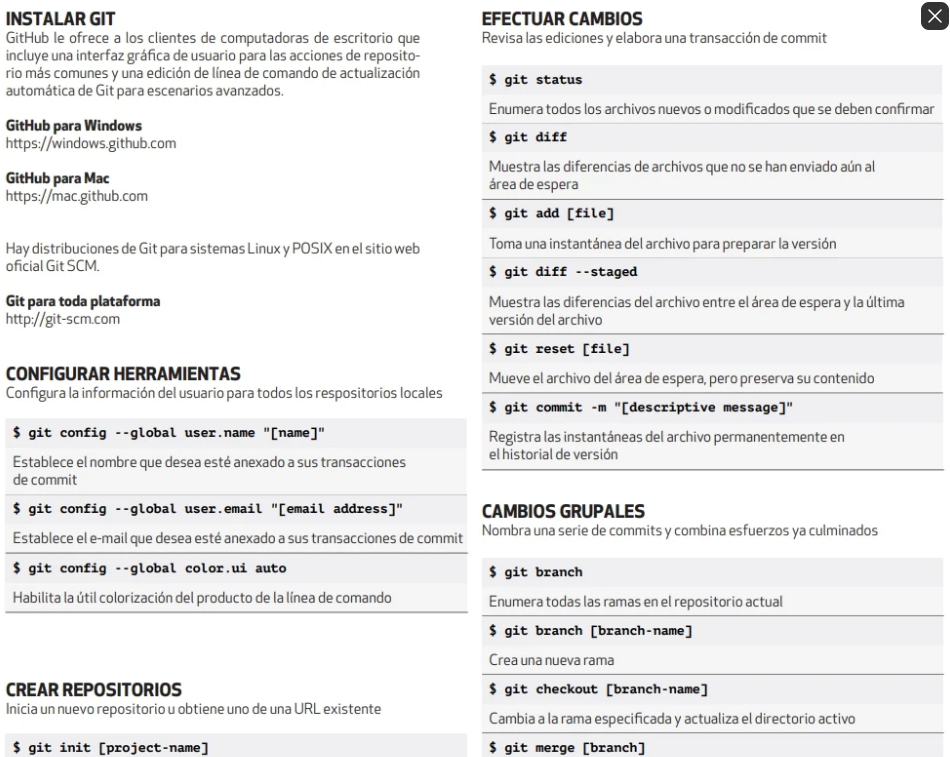 INSTALAR GIT
GitHub le ofrece a los clientes de computadoras de escritorio que
incluye una interfaz gráfica de usuario para las acciones de reposito-
rio más comunes y una edición de línea de comando de actualización
automática de Git para escenarios avanzados.
GitHub para Windows
https://windows.github.com
GitHub para Mac
https://mac.github.com
Hay distribuciones de Git para sistemas Linux y POSIX en el sitio web
oficial Git SCM.
Git para toda plataforma
http://git-scm.com
CONFIGURAR HERRAMIENTAS
Configura la información del usuario para todos los respositorios locales
$ git config --global user.name "[name]"
Establece el nombre que desea esté anexado a sus transacciones
de commit
$ git config --global user.email "[email address]"
Establece el e-mail que desea esté anexado a sus transacciones de commit
$ git config --global color.ui auto
Habilita la útil colorización del producto de la línea de comando
CREAR REPOSITORIOS
Inicia un nuevo repositorio u obtiene uno de una URL existente
$ git init [project-name]
EFECTUAR CAMBIOS
Revisa las ediciones y elabora una transacción de commit
$ git status
Enumera todos los archivos nuevos o modificados que se deben confirmar
$ git diff
Muestra las diferencias de archivos que no se han enviado aún al
área de espera
$ git add [file]
Toma una instantánea del archivo para preparar la versión
$ git diff --staged
Muestra las diferencias del archivo entre el área de espera y la última
versión del archivo
$ git reset [file]
Mueve el archivo del área de espera, pero preserva su contenido
$ git commit -m "[descriptive message]"
Registra las instantáneas del archivo permanentemente en
el historial de versión
CAMBIOS GRUPALES
Nombra una serie de commits y combina esfuerzos ya culminados
$ git branch
Enumera todas las ramas en el repositorio actual
$ git branch [branch-name]
Crea una nueva rama
$ git checkout [branch-name]
Cambia a la rama especificada y actualiza el directorio activo
$ git merge [branch]